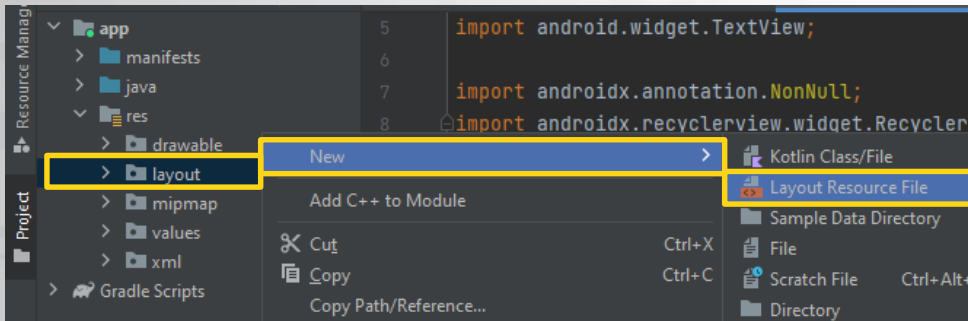 Resource Manag
Project
app
manifests
java
res
drawable
layout
mipmap
values
xml
Gradle Scripts
5 import android.widget.TextView;
6
7 import androidx.annotation.NonNull;
8 import androidx.recyclerview.widget.Recycler
New
Add C++ to Module
Cut Ctrl+X
Copy Ctrl+C
Copy Path/Reference...
Kotlin Class/File
Layout Resource File
Sample Data Directory
File
Scratch File Ctrl+Alt+
Directory